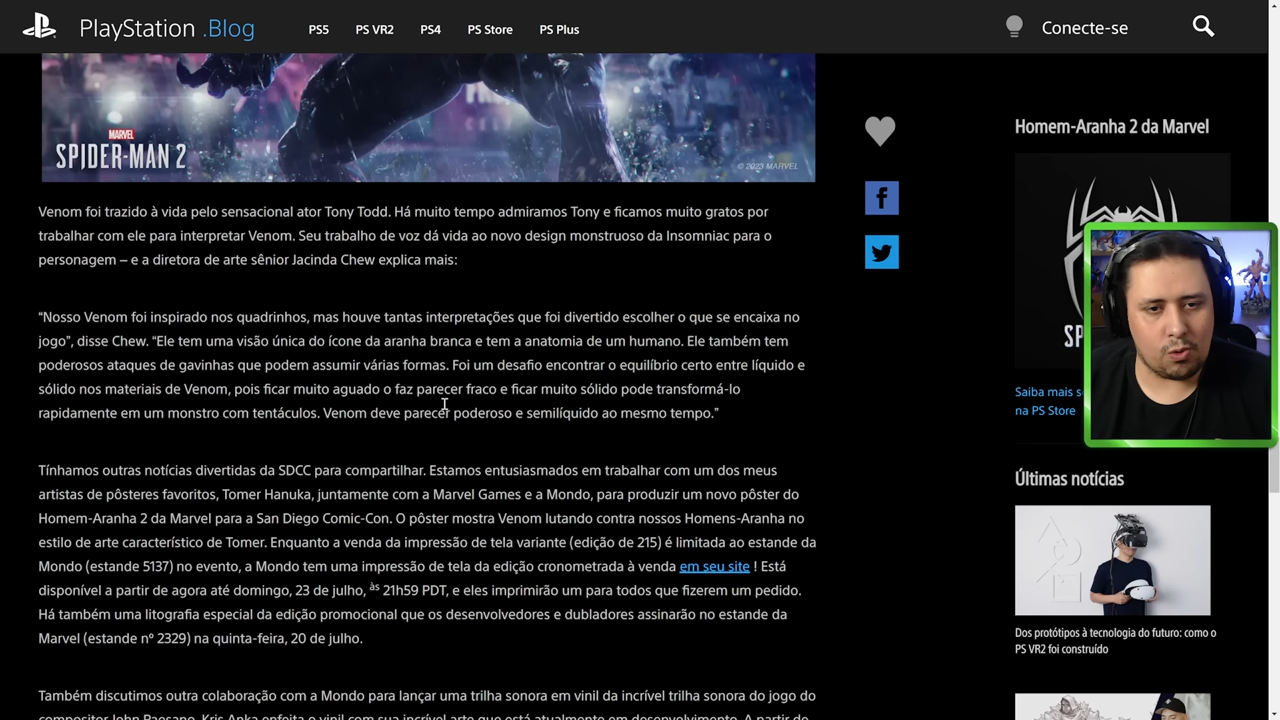 PlayStation .Blog
PS5
PS VR2
PS4
PS Store
PS Plus
Conecte-se
MARVEL
SPIDER-MAN 2
© 2023 MARVEL
Venom foi trazido à vida pelo sensacional ator Tony Todd. Há muito tempo admiramos Tony e ficamos muito gratos por
trabalhar com ele para interpretar Venom. Seu trabalho de voz dá vida ao novo design monstruoso da Insomniac para o
personagem – e a diretora de arte sênior Jacinda Chew explica mais:
“Nosso Venom foi inspirado nos quadrinhos, mas houve tantas interpretações que foi divertido escolher o que se encaixa no
jogo”, disse Chew. “Ele tem uma visão única do ícone da aranha branca e tem a anatomia de um humano. Ele também tem
poderosos ataques de gavinhas que podem assumir várias formas. Foi um desafio encontrar o equilíbrio certo entre líquido e
sólido nos materiais de Venom, pois ficar muito aguado o faz parecer fraco e ficar muito sólido pode transformá-lo
rapidamente em um monstro com tentáculos. Venom deve parecer poderoso e semilíquido ao mesmo tempo.”
Tínhamos outras notícias divertidas da SDCC para compartilhar. Estamos entusiasmados em trabalhar com um dos meus
artistas de pôsteres favoritos, Tomer Hanuka, juntamente com a Marvel Games e a Mondo, para produzir um novo pôster do
Homem-Aranha 2 da Marvel para a San Diego Comic-Con. O pôster mostra Venom lutando contra nossos Homens-Aranha no
estilo de arte característico de Tomer. Enquanto a venda da impressão de tela variante (edição de 215) é limitada ao estande da
Mondo (estande 5137) no evento, a Mondo tem uma impressão de tela da edição cronometrada à venda em seu site ! Está
disponível a partir de agora até domingo, 23 de julho, às 21h59 PDT, e eles imprimirão um para todos que fizerem um pedido.
Há também uma litografia especial da edição promocional que os desenvolvedores e dubladores assinarão no estande da
Marvel (estande nº 2329) na quinta-feira, 20 de julho.
Também discutimos outra colaboração com a Mondo para lançar uma trilha sonora em vinil da incrível trilha sonora do jogo do
compositor John Paesano. Kris Anka enfeita o vinil com sua incrível arte que está atualmente em desenvolvimento. A partir de
Homem-Aranha 2 da Marvel
SP
Saiba mais s
na PS Store
Últimas notícias
Dos protótipos à tecnologia do futuro: como o
PS VR2 foi construído